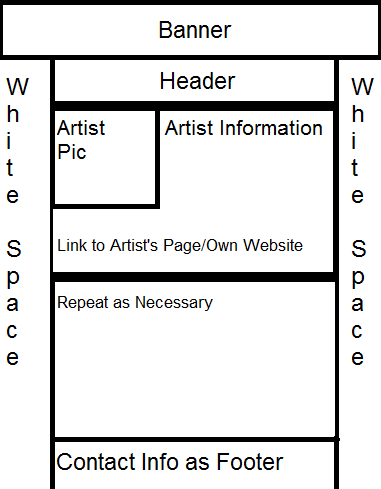 Banner
Header
White Space
Artist
Pic
Artist Information
Link to Artist's Page/Own Website
Repeat as Necessary
Contact Info as Footer
White Space